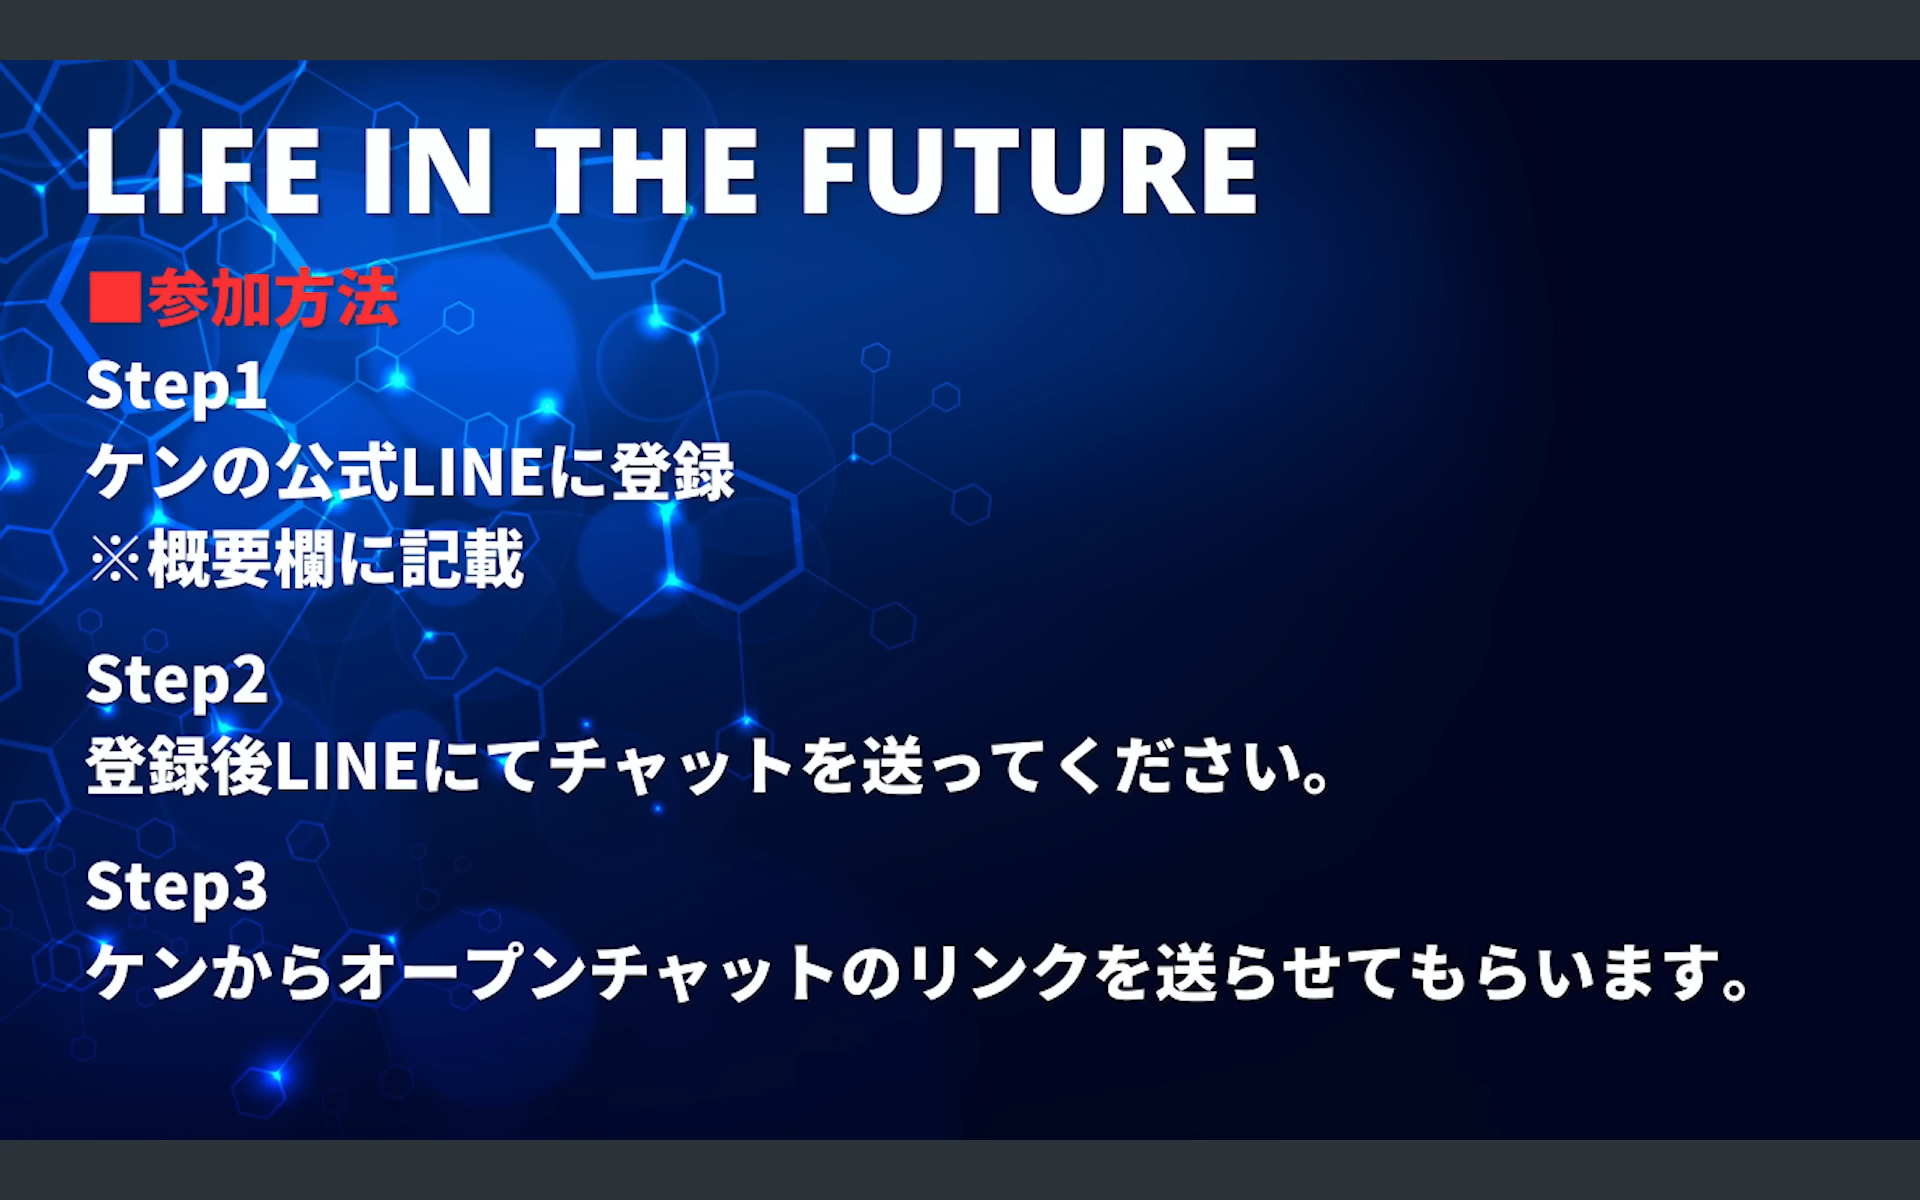 LIFE IN THE FUTURE
■参加方法
Step1
ケンの公式LINEに登録
※概要欄に記載
Step2
登録後LINEにてチャットを送ってください。
Step3
ケンからオープンチャットのリンクを送らせてもらいます。